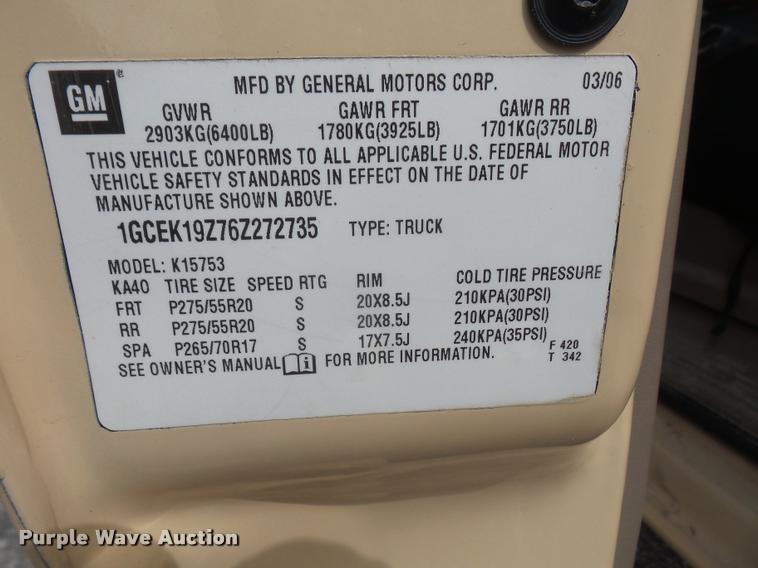 GM
MFD BY GENERAL MOTORS CORP. 03/06
GVWR GAWR FRT GAWR RR
2903KG(6400LB) 1780KG(3925LB) 1701KG(3750LB)
THIS VEHICLE CONFORMS TO ALL APPLICABLE U.S. FEDERAL MOTOR
VEHICLE SAFETY STANDARDS IN EFFECT ON THE DATE OF
MANUFACTURE SHOWN ABOVE.
1GCEK19Z76Z272735 TYPE: TRUCK
MODEL: K15753
KA40 TIRE SIZE SPEED RTG RIM COLD TIRE PRESSURE
FRT P275/55R20 S 20X8.5J 210KPA(30PSI)
RR P275/55R20 S 20X8.5J 210KPA(30PSI)
SPA P265/70R17 S 17X7.5J 240KPA(35PSI) F 420
SEE OWNER'S MANUAL i FOR MORE INFORMATION. T 342
Purple Wave Auction